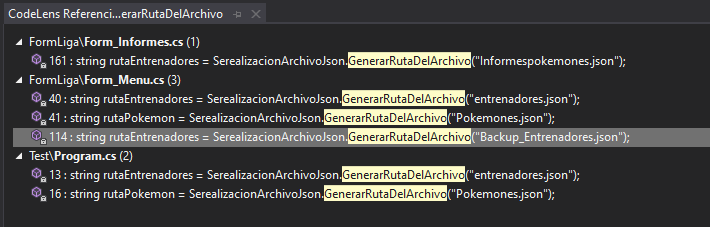 CodeLens Referenci...erarRutaDelArchivo
FormLiga\Form_Informes.cs (1)
161 : string rutaEntrenadores = SerealizacionArchivoJson.GenerarRutaDelArchivo("Informespokemones.json");
FormLiga\Form_Menu.cs (3)
40 : string rutaEntrenadores = SerealizacionArchivoJson.GenerarRutaDelArchivo("entrenadores.json");
41 : string rutaPokemon = SerealizacionArchivoJson.GenerarRutaDelArchivo("Pokemones.json");
114 : string rutaEntrenadores = SerealizacionArchivoJson.GenerarRutaDelArchivo("Backup_Entrenadores.json");
Test\Program.cs (2)
13 : string rutaEntrenadores = SerealizacionArchivoJson.GenerarRutaDelArchivo("entrenadores.json");
16 : string rutaPokemon = SerealizacionArchivoJson.GenerarRutaDelArchivo("Pokemones.json");